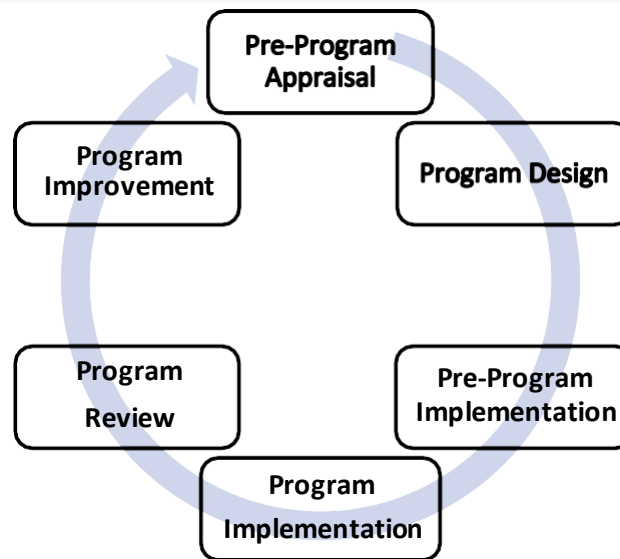 Pre-Program
Appraisal
Program Design
Pre-Program
Implementation
Program
Implementation
Program
Review
Program
Improvement